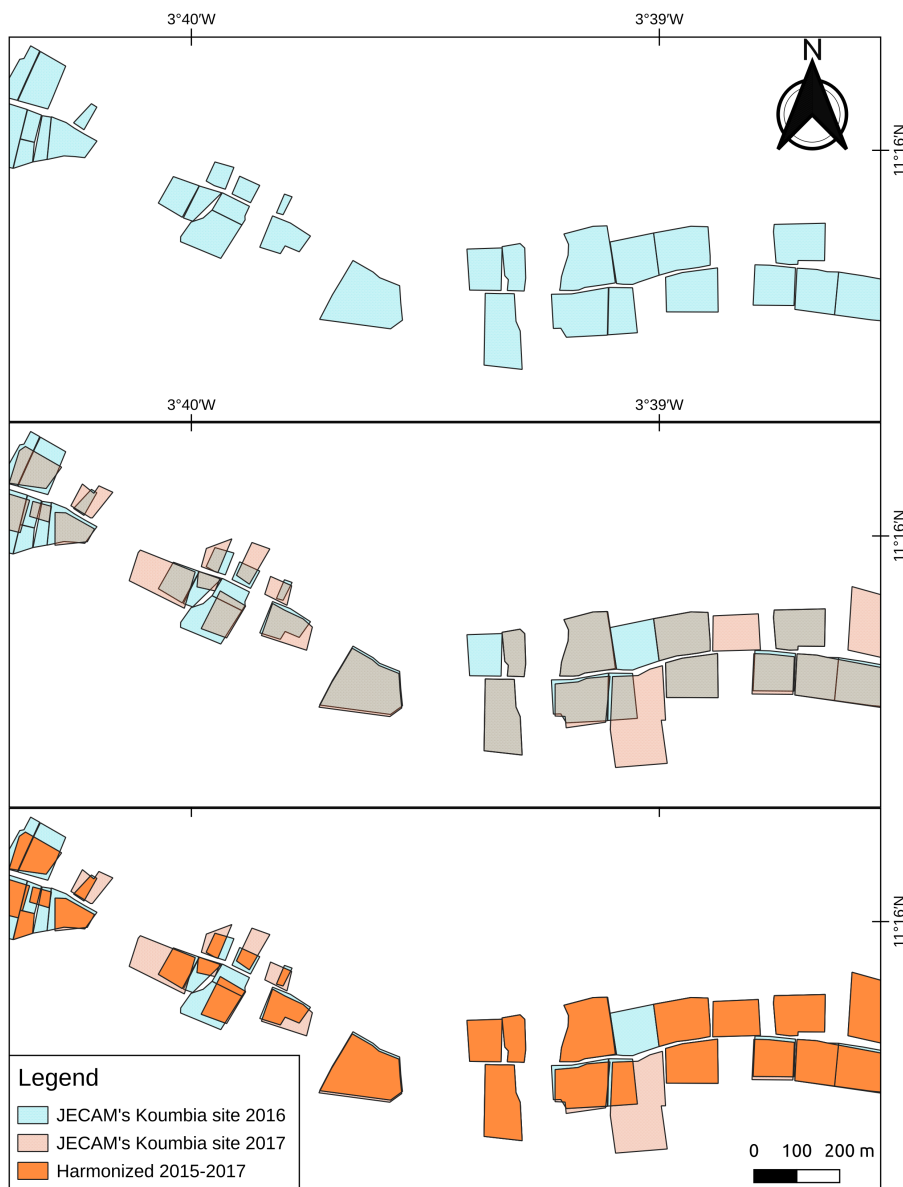 3°40′W 3°39′W
N
11°16′N
3°40′W 3°39′W
11°16′N
11°16′N
Legend
JECAM's Koumbia site 2016
JECAM's Koumbia site 2017
Harmonized 2015-2017
0 100 200 m